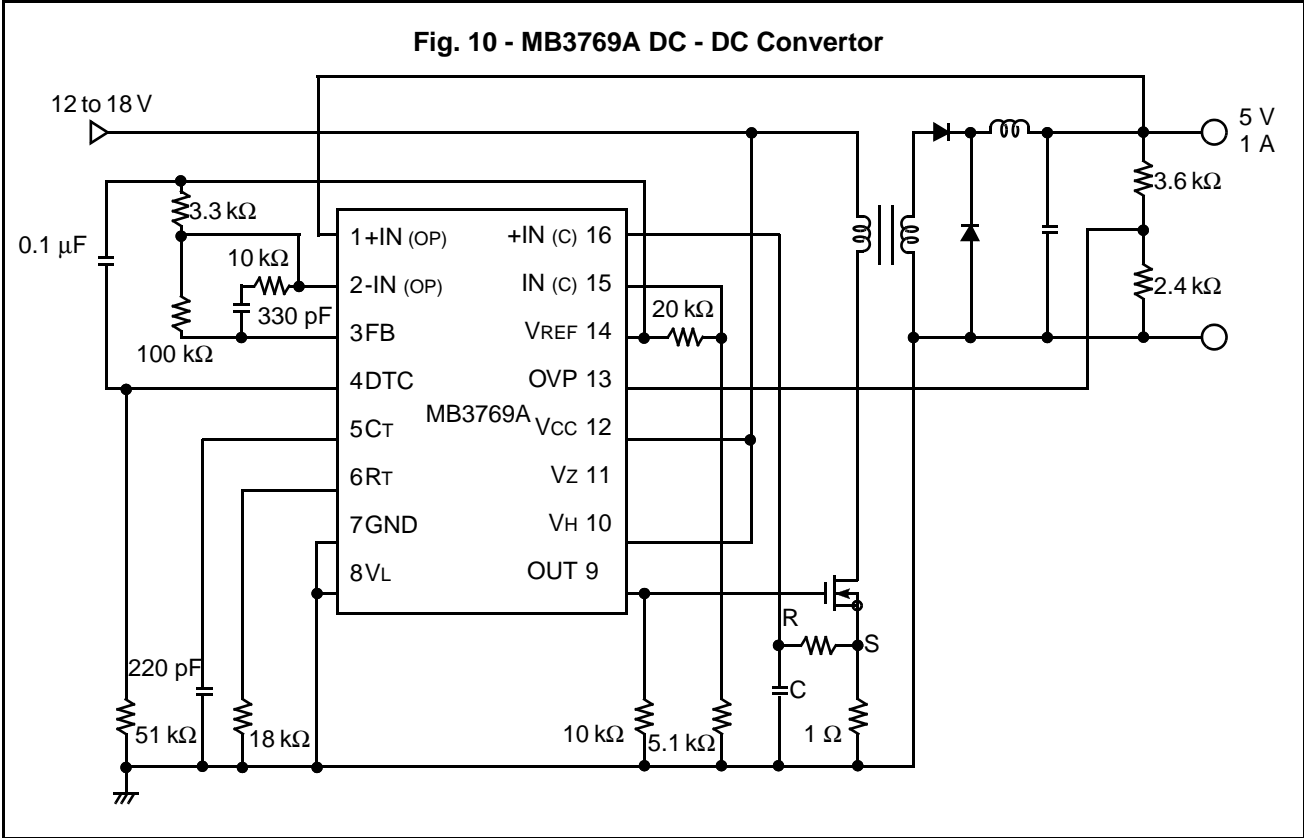 Fig. 10 - MB3769A DC - DC Convertor
12 to 18 V
5 V
1 A
3.6 kΩ
2.4 kΩ
3.3 kΩ
0.1 μF
10 kΩ
330 pF
100 kΩ
20 kΩ
1+IN (OP)
2-IN (OP)
3FB
4DTC
5CT
6RT
7GND
8VL
MB3769A
+IN (C) 16
IN (C) 15
VREF 14
OVP 13
VCC 12
VZ 11
VH 10
OUT 9
R
S
C
220 pF
51 kΩ
18 kΩ
10 kΩ
5.1 kΩ
1 Ω